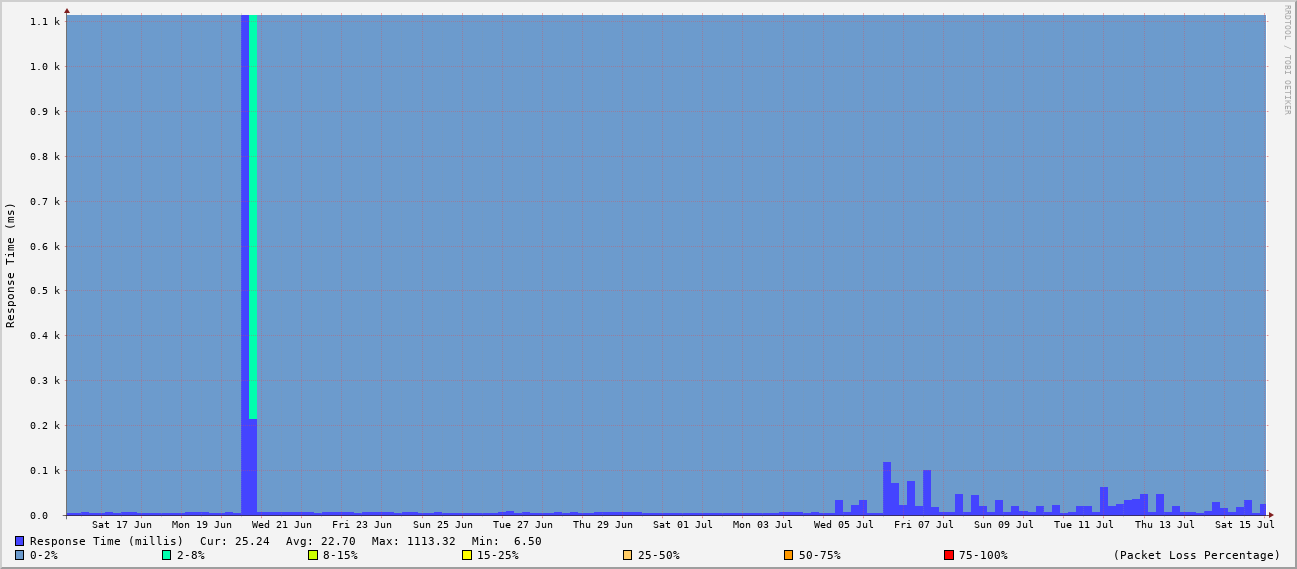 RRDTOOL / TOBI OETIKER
Response Time (ms)
1.1 k
1.0 k
0.9 k
0.8 k
0.7 k
0.6 k
0.5 k
0.4 k
0.3 k
0.2 k
0.1 k
0.0
Sat 17 Jun Mon 19 Jun Wed 21 Jun Fri 23 Jun Sun 25 Jun Tue 27 Jun Thu 29 Jun Sat 01 Jul Mon 03 Jul Wed 05 Jul Fri 07 Jul Sun 09 Jul Tue 11 Jul Thu 13 Jul Sat 15 Jul
Response Time (millis) Cur: 25.24 Avg: 22.70 Max: 1113.32 Min: 6.50
0-2% 2-8% 8-15% 15-25% 25-50% 50-75% 75-100% (Packet Loss Percentage)